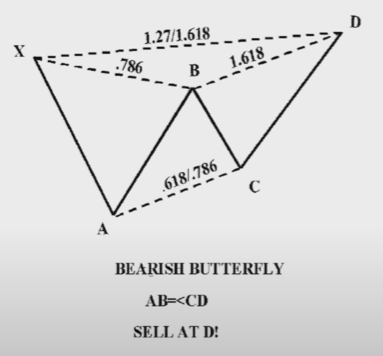 D
1.27/1.618
X
.786
B
1.618
.618/.786
C
A
BEARISH BUTTERFLY
AB=<CD
SELL AT D!